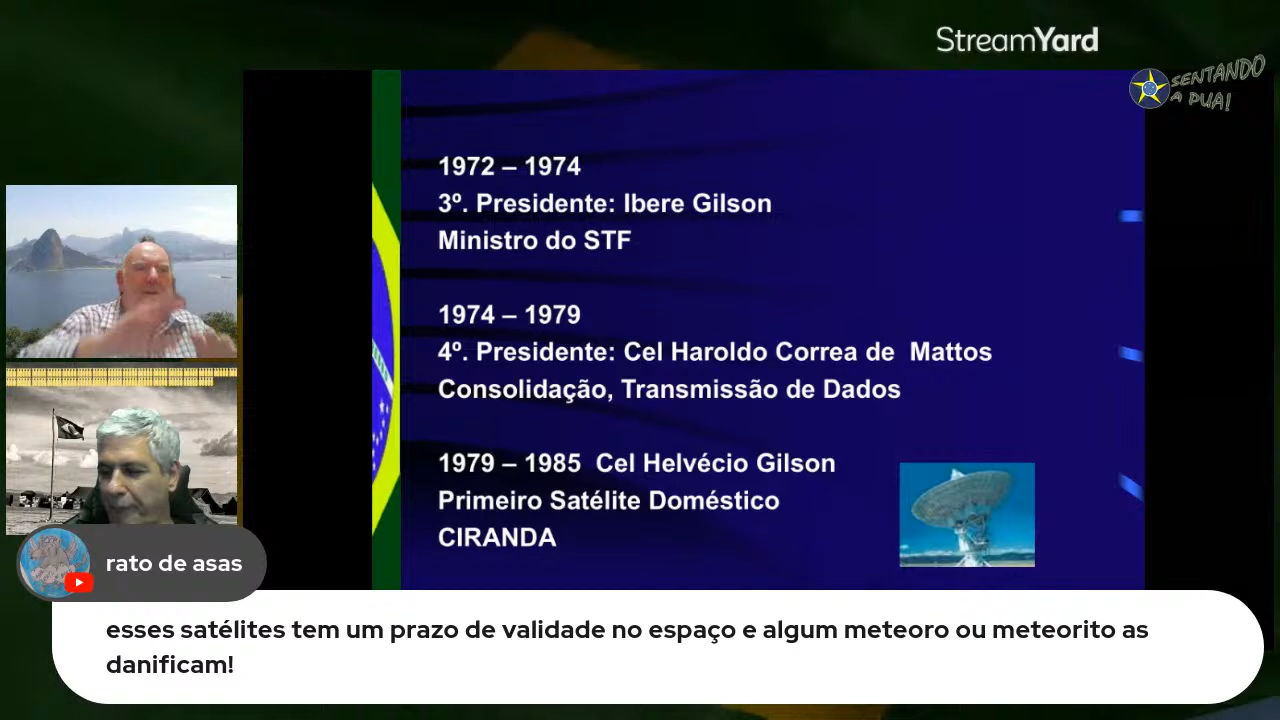 StreamYard
SENTANDO
A PUA!
1972 – 1974
3º. Presidente: Ibere Gilson
Ministro do STF
1974 – 1979
4º. Presidente: Cel Haroldo Correa de Mattos
Consolidação, Transmissão de Dados
1979 – 1985 Cel Helvécio Gilson
Primeiro Satélite Doméstico
CIRANDA
rato de asas
esses satélites tem um prazo de validade no espaço e algum meteoro ou meteorito as
danificam!